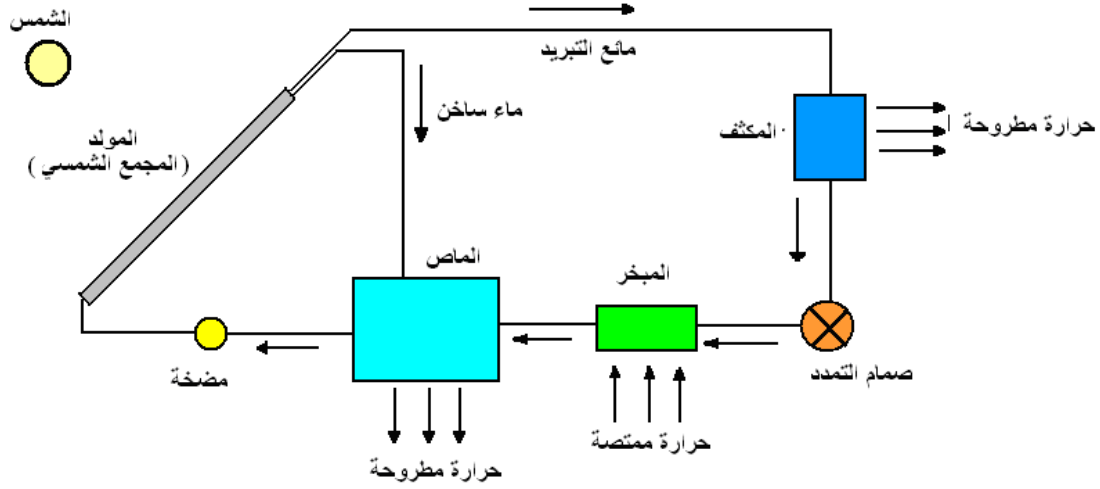 الشمس
مائع التبريد
ماء ساخن
المولد
(المجمع الشمسي)
المكثف
حرارة مطروحة
الماص
المبخر
صمام التمدد
مضخة
حرارة ممتصة
حرارة مطروحة